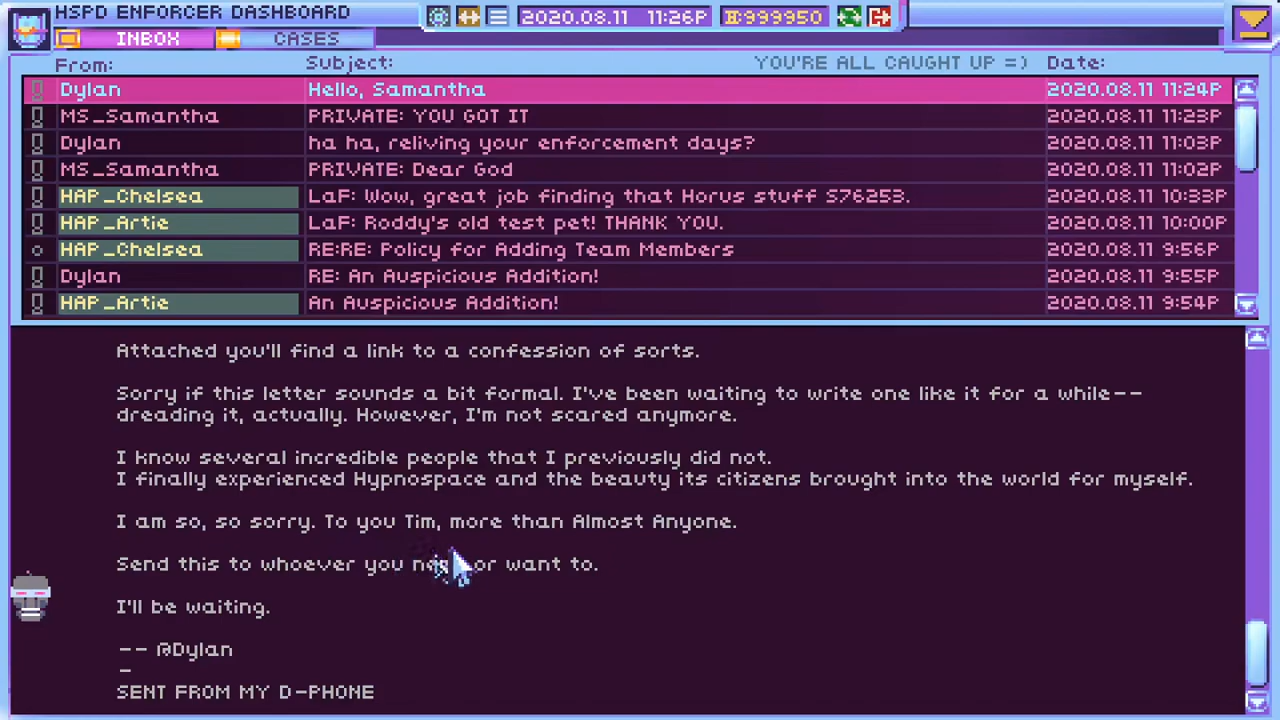 HSPD ENFORCER DASHBOARD
2020.08.11 11:26P
999950
INBOX
CASES
From: Subject: YOU'RE ALL CAUGHT UP =) Date:
Dylan Hello, Samantha 2020.08.11 11:24P
MS_Samantha PRIVATE: YOU GOT IT 2020.08.11 11:23P
Dylan ha ha, reliving your enforcement days? 2020.08.11 11:03P
MS_Samantha PRIVATE: Dear God 2020.08.11 11:02P
HAP_Chelsea LaF: Wow, great job finding that Horus stuff S76253. 2020.08.11 10:33P
HAP_Artie LaF: Roddy's old test pet! THANK YOU. 2020.08.11 10:00P
HAP_Chelsea RE:RE: Policy for Adding Team Members 2020.08.11 9:56P
Dylan RE: An Auspicious Addition! 2020.08.11 9:55P
HAP_Artie An Auspicious Addition! 2020.08.11 9:54P
Attached you'll find a link to a confession of sorts.
Sorry if this letter sounds a bit formal. I've been waiting to write one like it for a while--
dreading it, actually. However, I'm not scared anymore.
I know several incredible people that I previously did not.
I finally experienced Hypnospace and the beauty its citizens brought into the world for myself.
I am so, so sorry. To you Tim, more than Almost Anyone.
Send this to whoever you or want to.
I'll be waiting.
-- @Dylan
_
SENT FROM MY D-PHONE